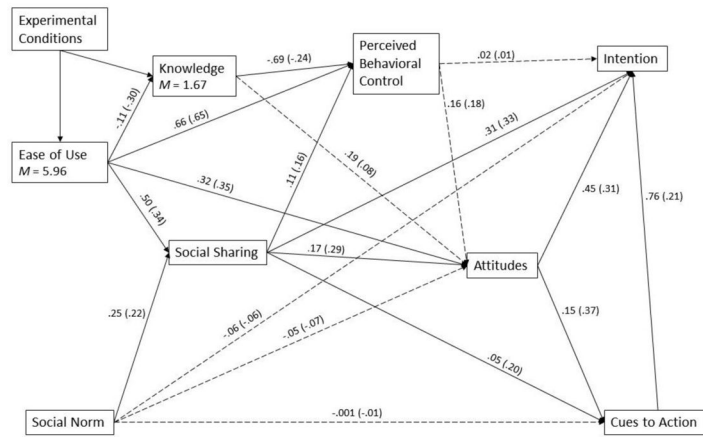 Experimental
Conditions
Knowledge
M = 1.67
-.69 (-.24)
Perceived
Behavioral
Control
.02 (.01)
Intention
-.11 (-.30)
.66 (.65)
.16 (.18)
.31 (.33)
Ease of Use
M = 5.96
.11 (.16)
.19 (.08)
.32 (.35)
.50 (.34)
.45 (.31)
.76 (.21)
Social Sharing
.17 (.29)
Attitudes
.25 (.22)
-.06 (-.06)
-.05 (-.07)
.15 (.37)
.05 (.20)
Social Norm
-.001 (-.01)
Cues to Action